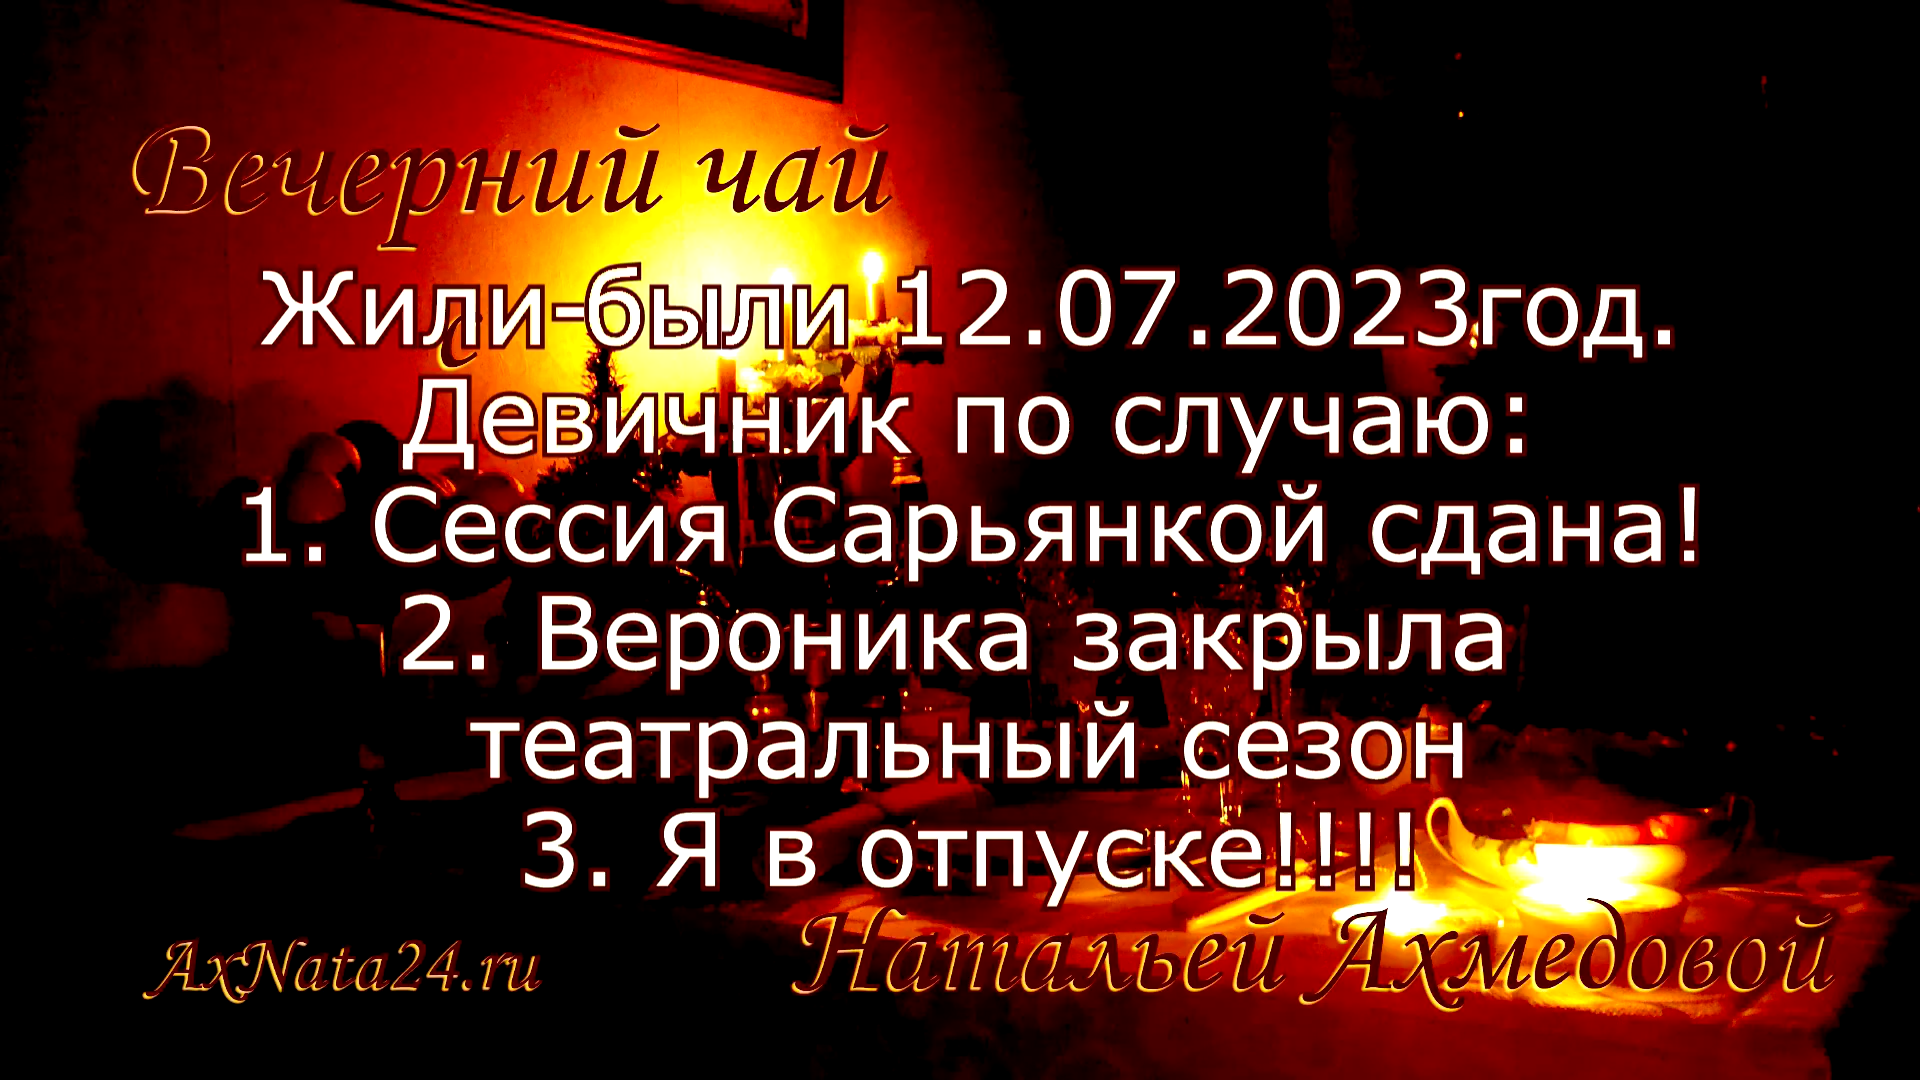 Вечерний чай
Жили-были 12.07.2023год.
с
Девичник по случаю:
1. Сессия Сарьянкой сдана!
2. Вероника закрыла
театральный сезон
3. Я в отпуске!!!!
Натальей Ахмедовой
AxNata24.ru